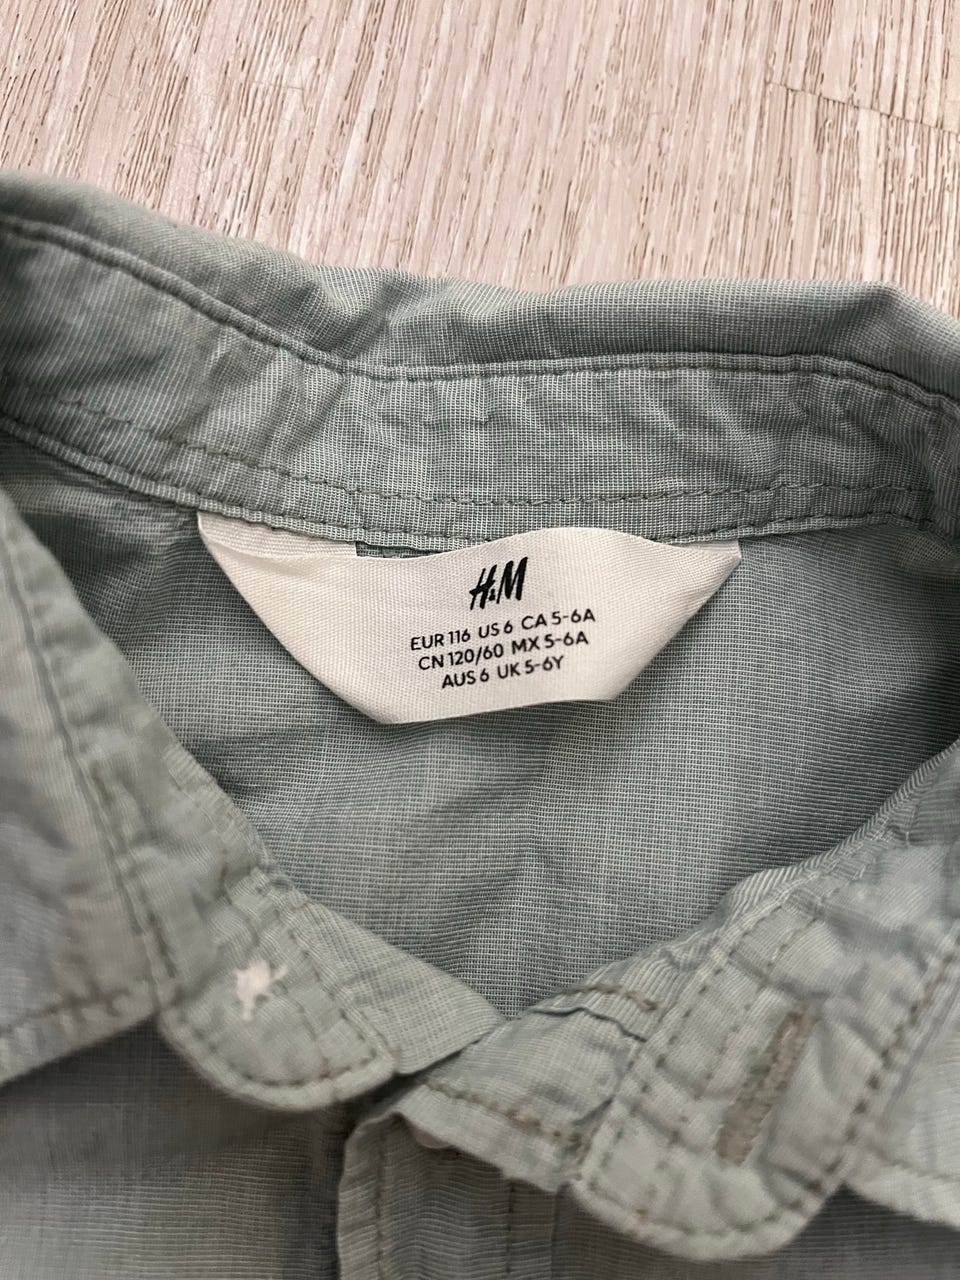 H&M
EUR 116 US 6 CA 5-6A
CN 120/60 MX 5-6A
AUS 6 UK 5-6Y